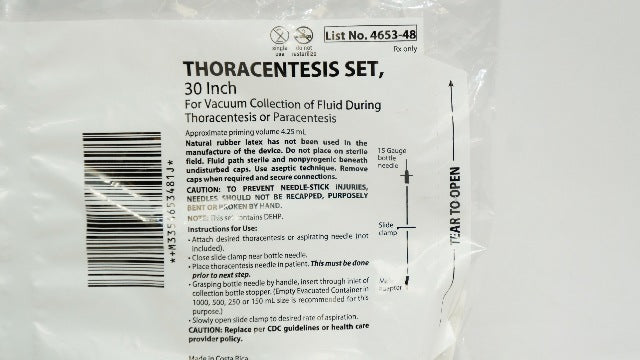 List No. 4653-48
single use
do not resterilize
Rx only
THORACENTESIS SET,
30 Inch
For Vacuum Collection of Fluid During
Thoracentesis or Paracentesis
Approximate priming volume 4.25 mL
Natural rubber latex has not been used in the
manufacture of the device. Do not place on sterile
field. Fluid path sterile and nonpyrogenic beneath
undisturbed caps. Use aseptic technique. Remove
caps when required and secure connections.
CAUTION: TO PREVENT NEEDLE-STICK INJURIES,
NEEDLES SHOULD NOT BE RECAPPED, PURPOSELY
BENT OR BROKEN BY HAND.
NOTE: This set contains DEHP.
Instructions for Use:
• Attach desired thoracentesis or aspirating needle (not
included).
• Close slide clamp near bottle needle.
• Place thoracentesis needle in patient. This must be done
prior to next step.
• Grasping bottle needle by handle, insert through inlet of
collection bottle stopper. (Empty Evacuated Container in
1000, 500, 250 or 150 mL size is recommended for this
purpose.)
• Slowly open slide clamp to desired rate of aspiration.
CAUTION: Replace per CDC guidelines or health care
provider policy.
Made in Costa Rica
15 Gauge
bottle
needle
Slide
clamp
adapter
TEAR TO OPEN